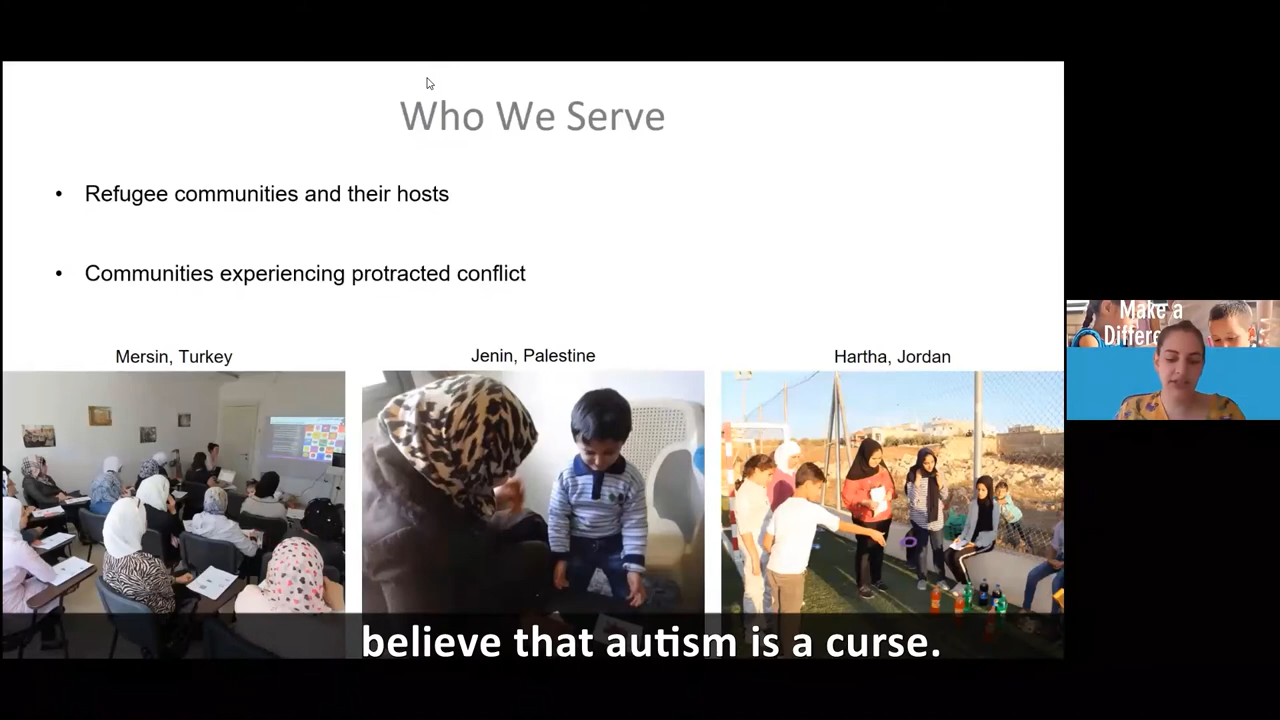 Who We Serve
• Refugee communities and their hosts
• Communities experiencing protracted conflict
Mersin, Turkey
Jenin, Palestine
Hartha, Jordan
Make a
believe that autism is a curse.